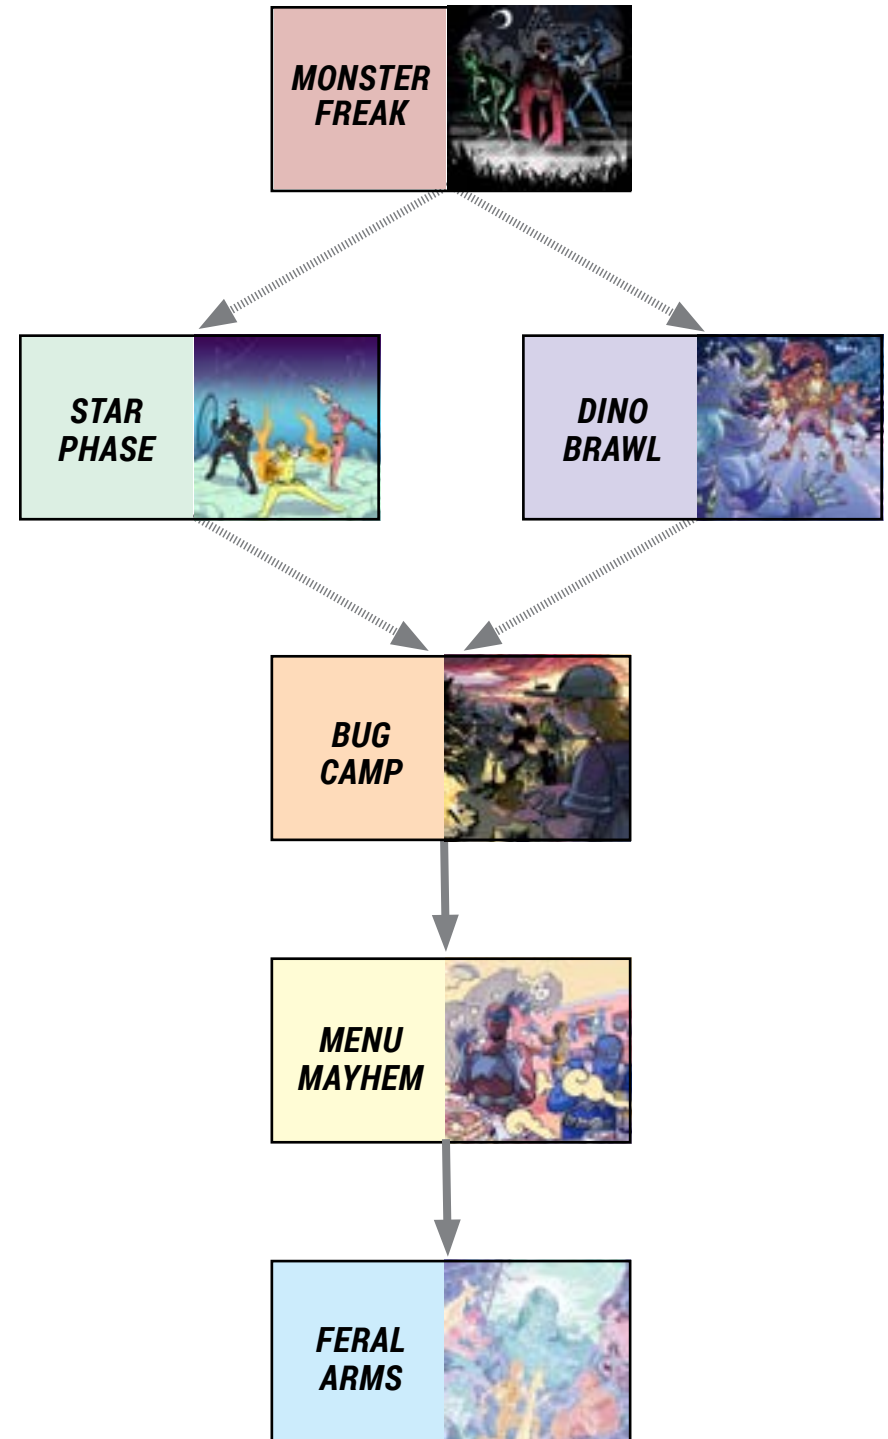 MONSTER
FREAK
STAR
PHASE
DINO
BRAWL
BUG
CAMP
MENU
MAYHEM
FERAL
ARMS